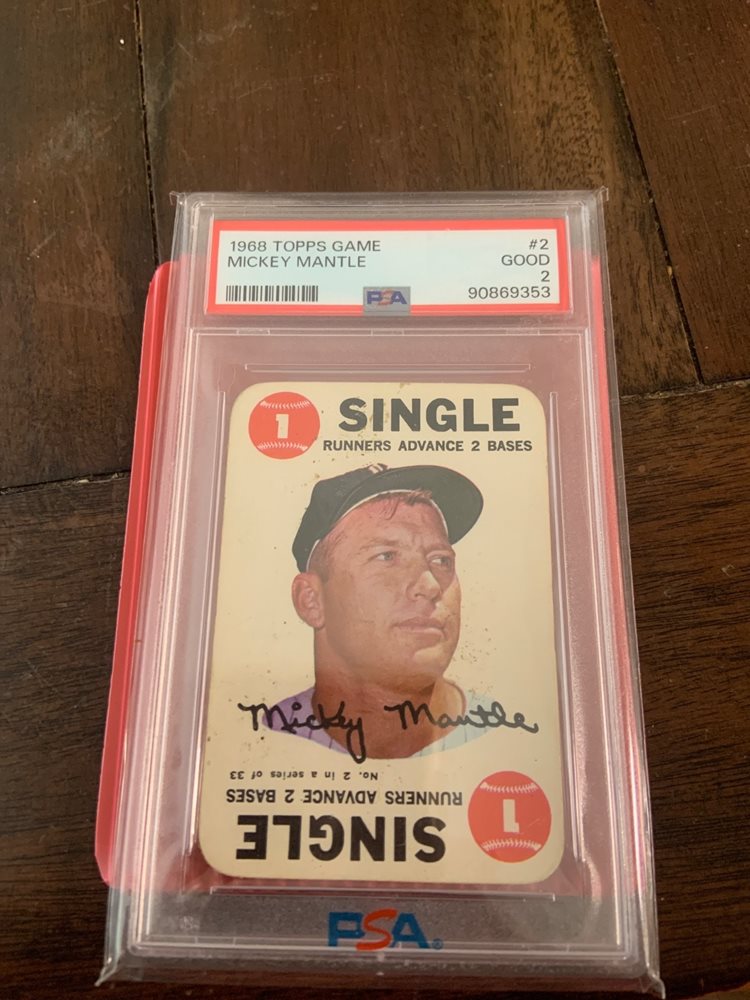 1968 TOPPS GAME #2
MICKEY MANTLE GOOD
2
PSA 90869353
1 SINGLE
RUNNERS ADVANCE 2 BASES
Mickey Mantle
No. 2 in a series of 33
RUNNERS ADVANCE 2 BASES
SINGLE 1
PSA